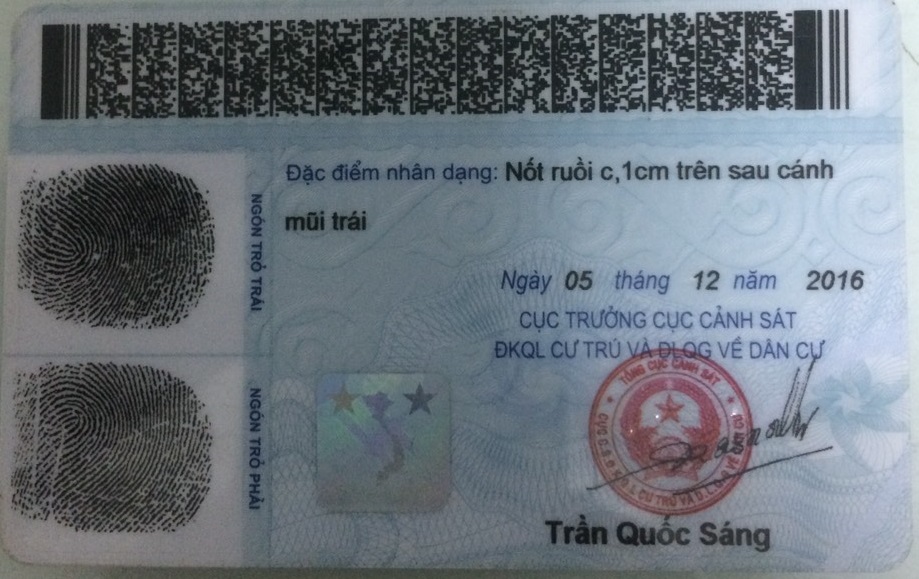 Đặc điểm nhân dạng: Nốt ruồi c,1cm trên sau cánh
mũi trái
NGÓN TRỎ TRÁI
NGÓN TRỎ PHẢI
Ngày 05 tháng 12 năm 2016
CỤC TRƯỞNG CỤC CẢNH SÁT
ĐKQL CƯ TRÚ VÀ DLQG VỀ DÂN CƯ
TỔNG CỤC CẢNH SÁT
Trần Quốc Sáng